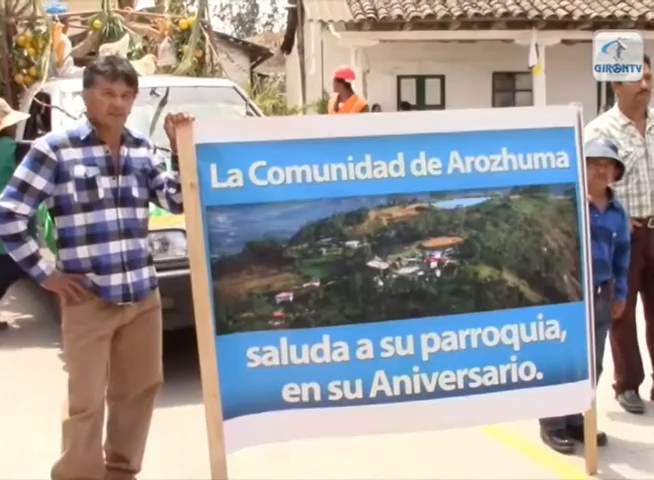 GIRONTV
La Comunidad de Arozhuma
saluda a su parroquia,
en su Aniversario.